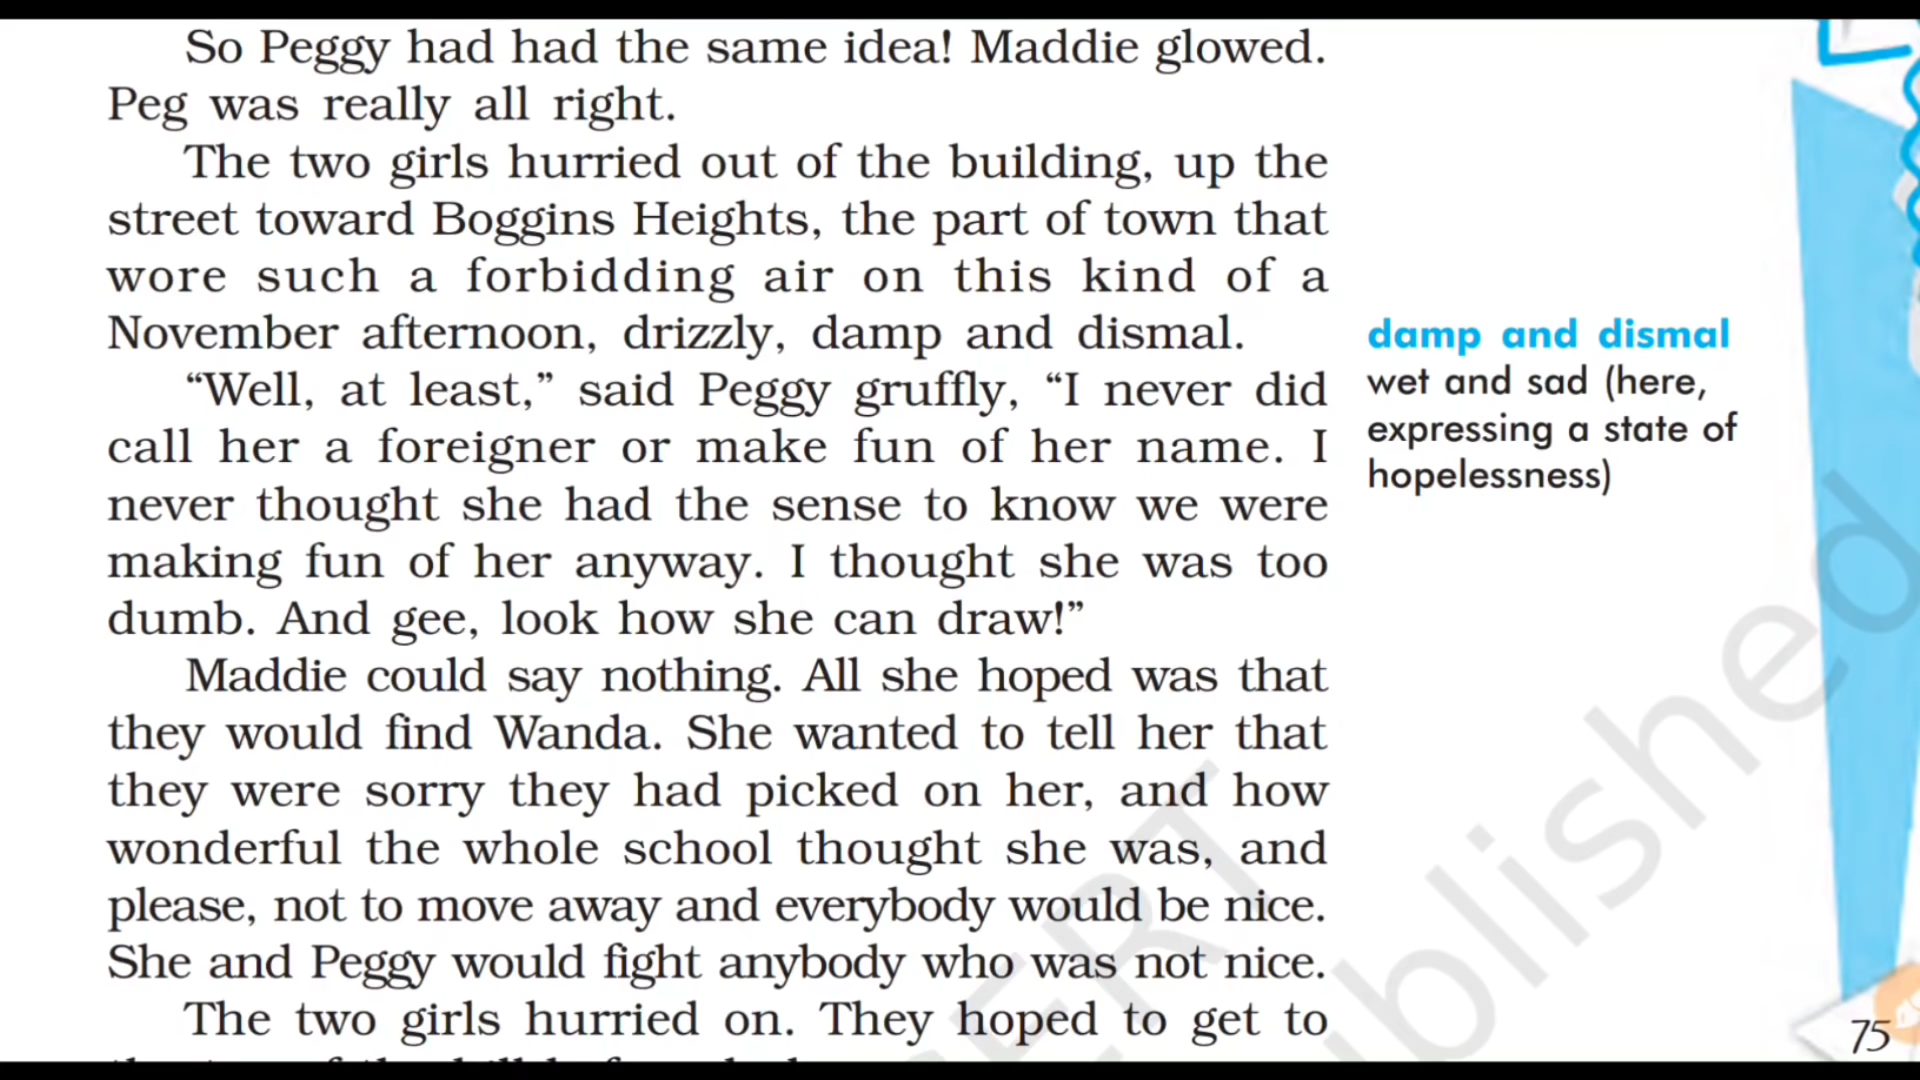 So Peggy had had the same idea! Maddie glowed.
Peg was really all right.
The two girls hurried out of the building, up the
street toward Boggins Heights, the part of town that
wore such a forbidding air on this kind of a
November afternoon, drizzly, damp and dismal.
“Well, at least,” said Peggy gruffly, “I never did
call her a foreigner or make fun of her name. I
never thought she had the sense to know we were
making fun of her anyway. I thought she was too
dumb. And gee, look how she can draw!”
Maddie could say nothing. All she hoped was that
they would find Wanda. She wanted to tell her that
they were sorry they had picked on her, and how
wonderful the whole school thought she was, and
please, not to move away and everybody would be nice.
She and Peggy would fight anybody who was not nice.
The two girls hurried on. They hoped to get to
damp and dismal
wet and sad (here,
expressing a state of
hopelessness)
75